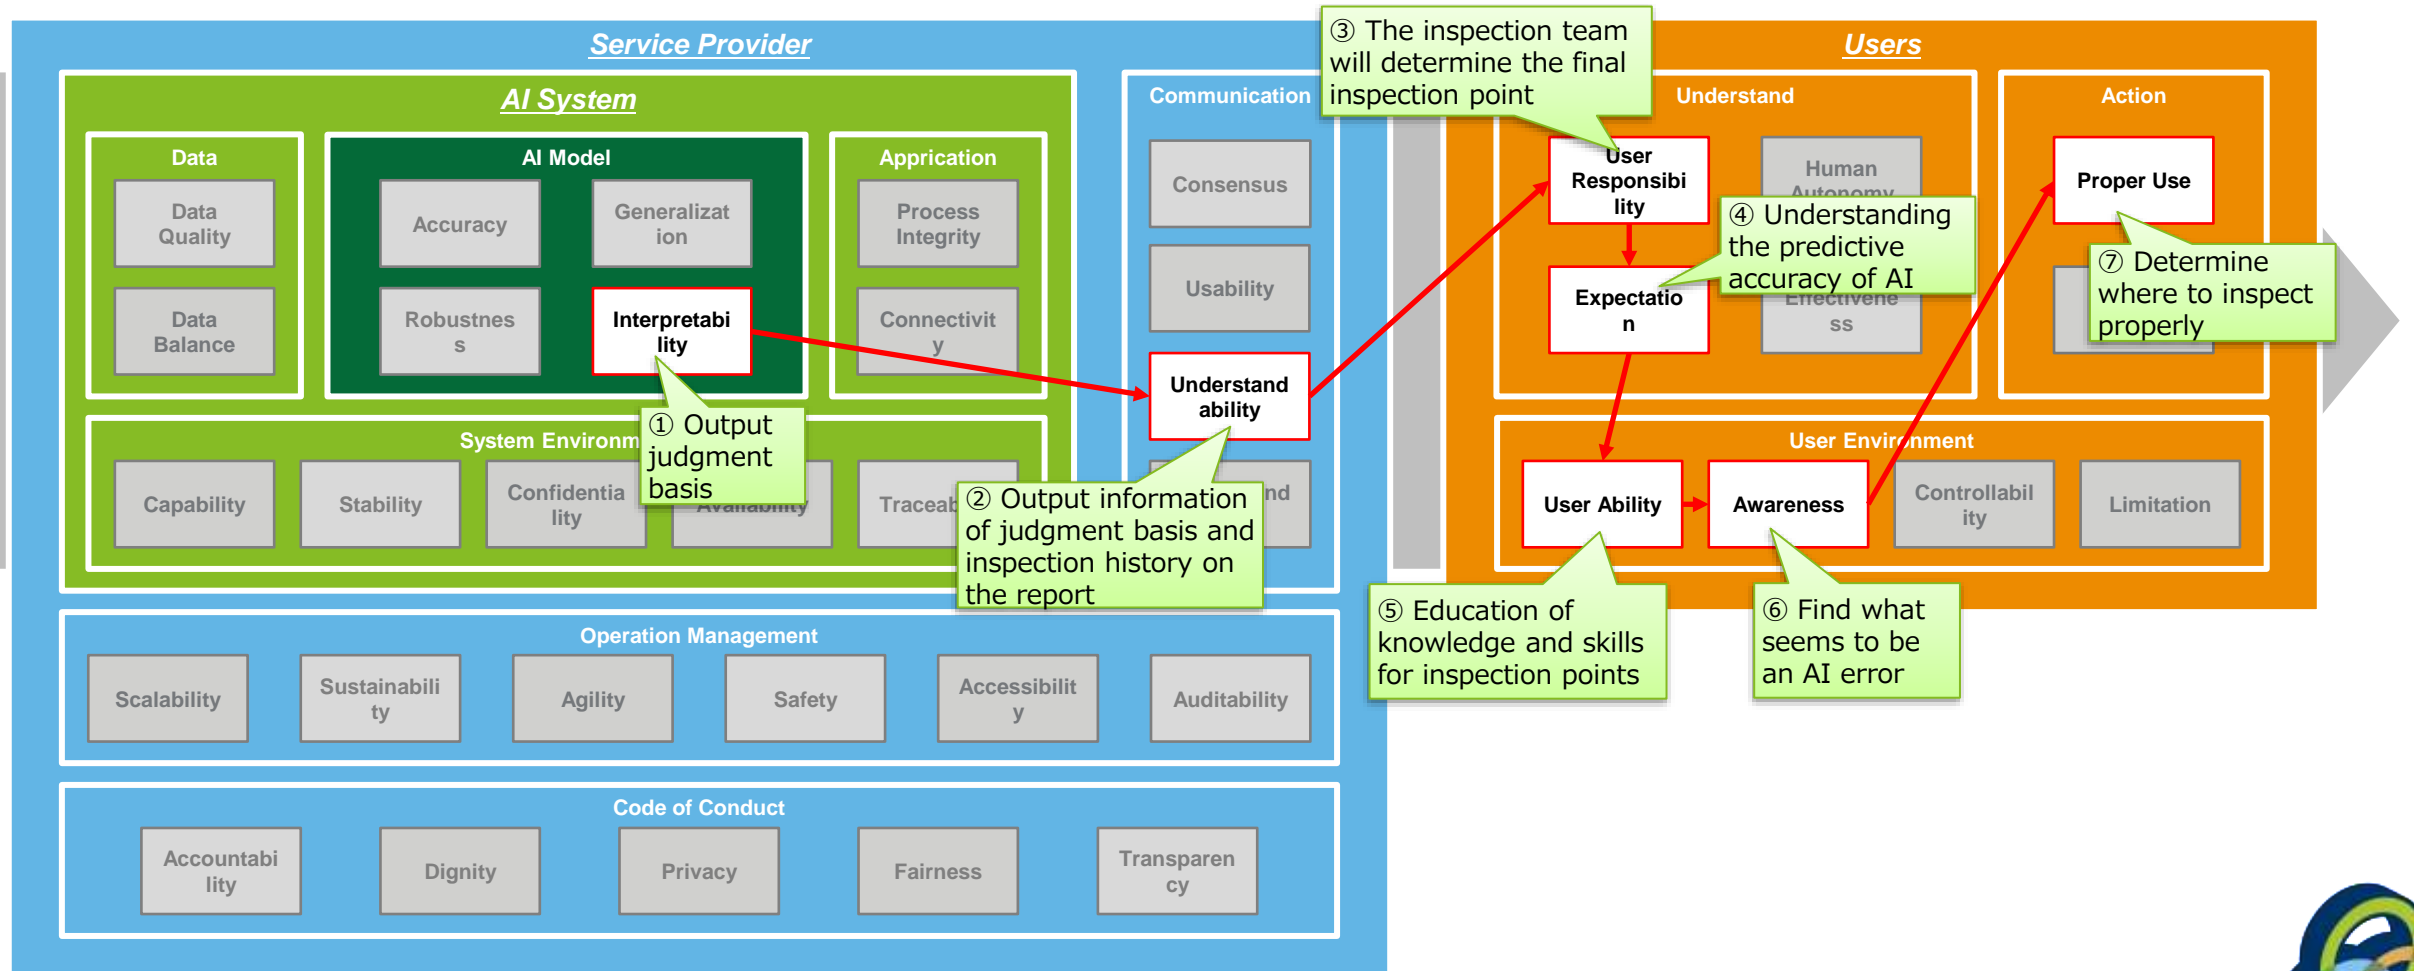 Service Provider
AI System
Data
Data
Quality
Data
Balance
AI Model
Accuracy
Generalizat
ion
Robustnes
s
Interpretabi
lity
Apprication
Process
Integrity
Connectivit
y
① Output
judgment
basis
System Environm
Capability
Stability
Confidentia
lity
Availability
Traceab
Communication
Consensus
Usability
Understand
ability
nd
② Output information
of judgment basis and
inspection history on
the report
Operation Management
Scalability
Sustainabili
ty
Agility
Safety
Accessibilit
y
Auditability
Code of Conduct
Accountabi
lity
Dignity
Privacy
Fairness
Transparen
cy
③ The inspection team
will determine the final
inspection point
Users
Understand
User
Responsibi
lity
Human
Autonomy
④ Understanding
the predictive
accuracy of AI
Expectatio
n
Effectivene
ss
Action
Proper Use
⑦ Determine
where to inspect
properly
User Environment
User Ability
Awareness
Controllabil
ity
Limitation
⑤ Education of
knowledge and skills
for inspection points
⑥ Find what
seems to be
an AI error